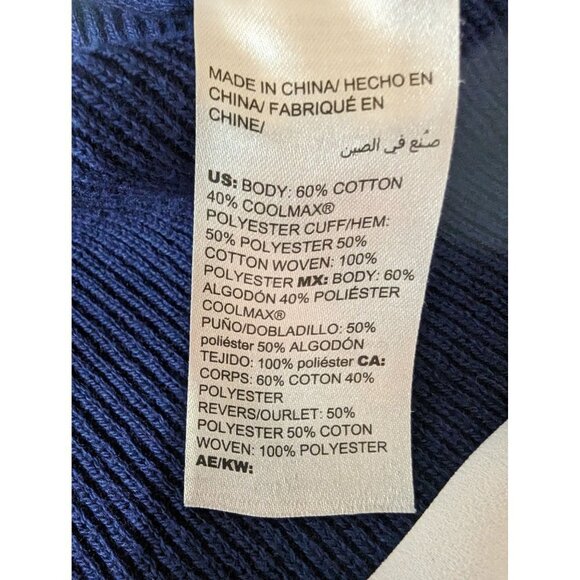 MADE IN CHINA/ HECHO EN
CHINA/ FABRIQUÉ EN
CHINE/
صُنع في الصين
US: BODY: 60% COTTON
40% COOLMAX®
POLYESTER CUFF/HEM:
50% POLYESTER 50%
COTTON WOVEN: 100%
POLYESTER MX: BODY: 60%
ALGODÓN 40% POLIÉSTER
COOLMAX®
PUÑO/DOBLADILLO: 50%
poliéster 50% ALGODÓN
TEJIDO: 100% poliéster CA:
CORPS: 60% COTON 40%
POLYESTER
REVERS/OURLET: 50%
POLYESTER 50% COTON
WOVEN: 100% POLYESTER
AE/KW: